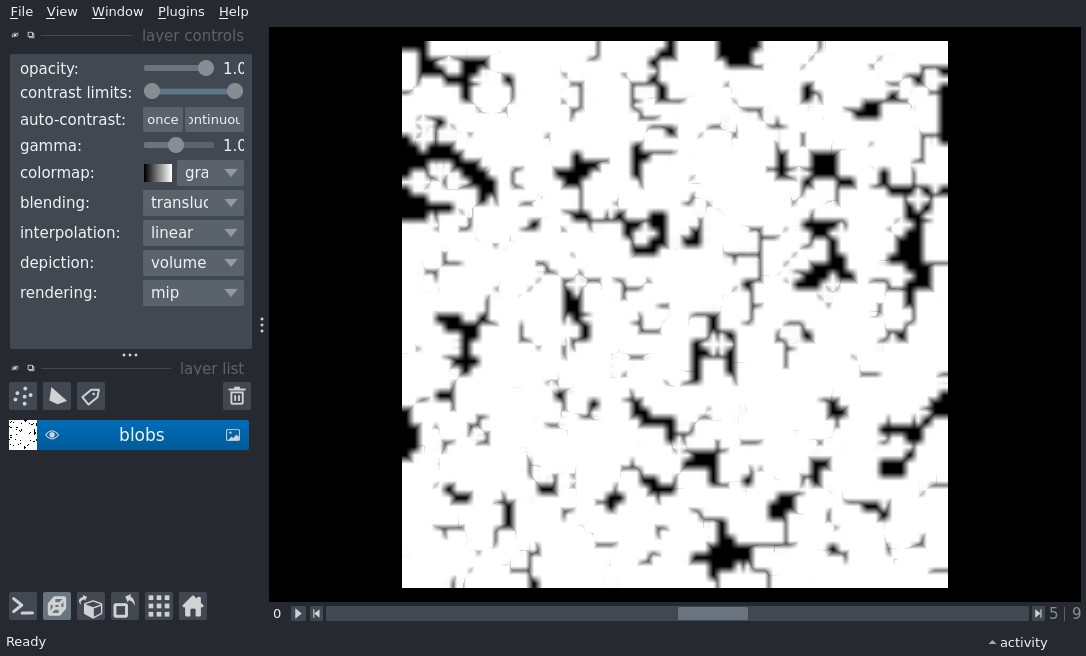 File View Window Plugins Help
layer controls
opacity: 1.0
contrast limits:
auto-contrast: once ontinuou
gamma: 1.0
colormap: gra
blending: transluc
interpolation: linear
depiction: volume
rendering: mip
layer list
blobs
0 5 | 9
Ready activity